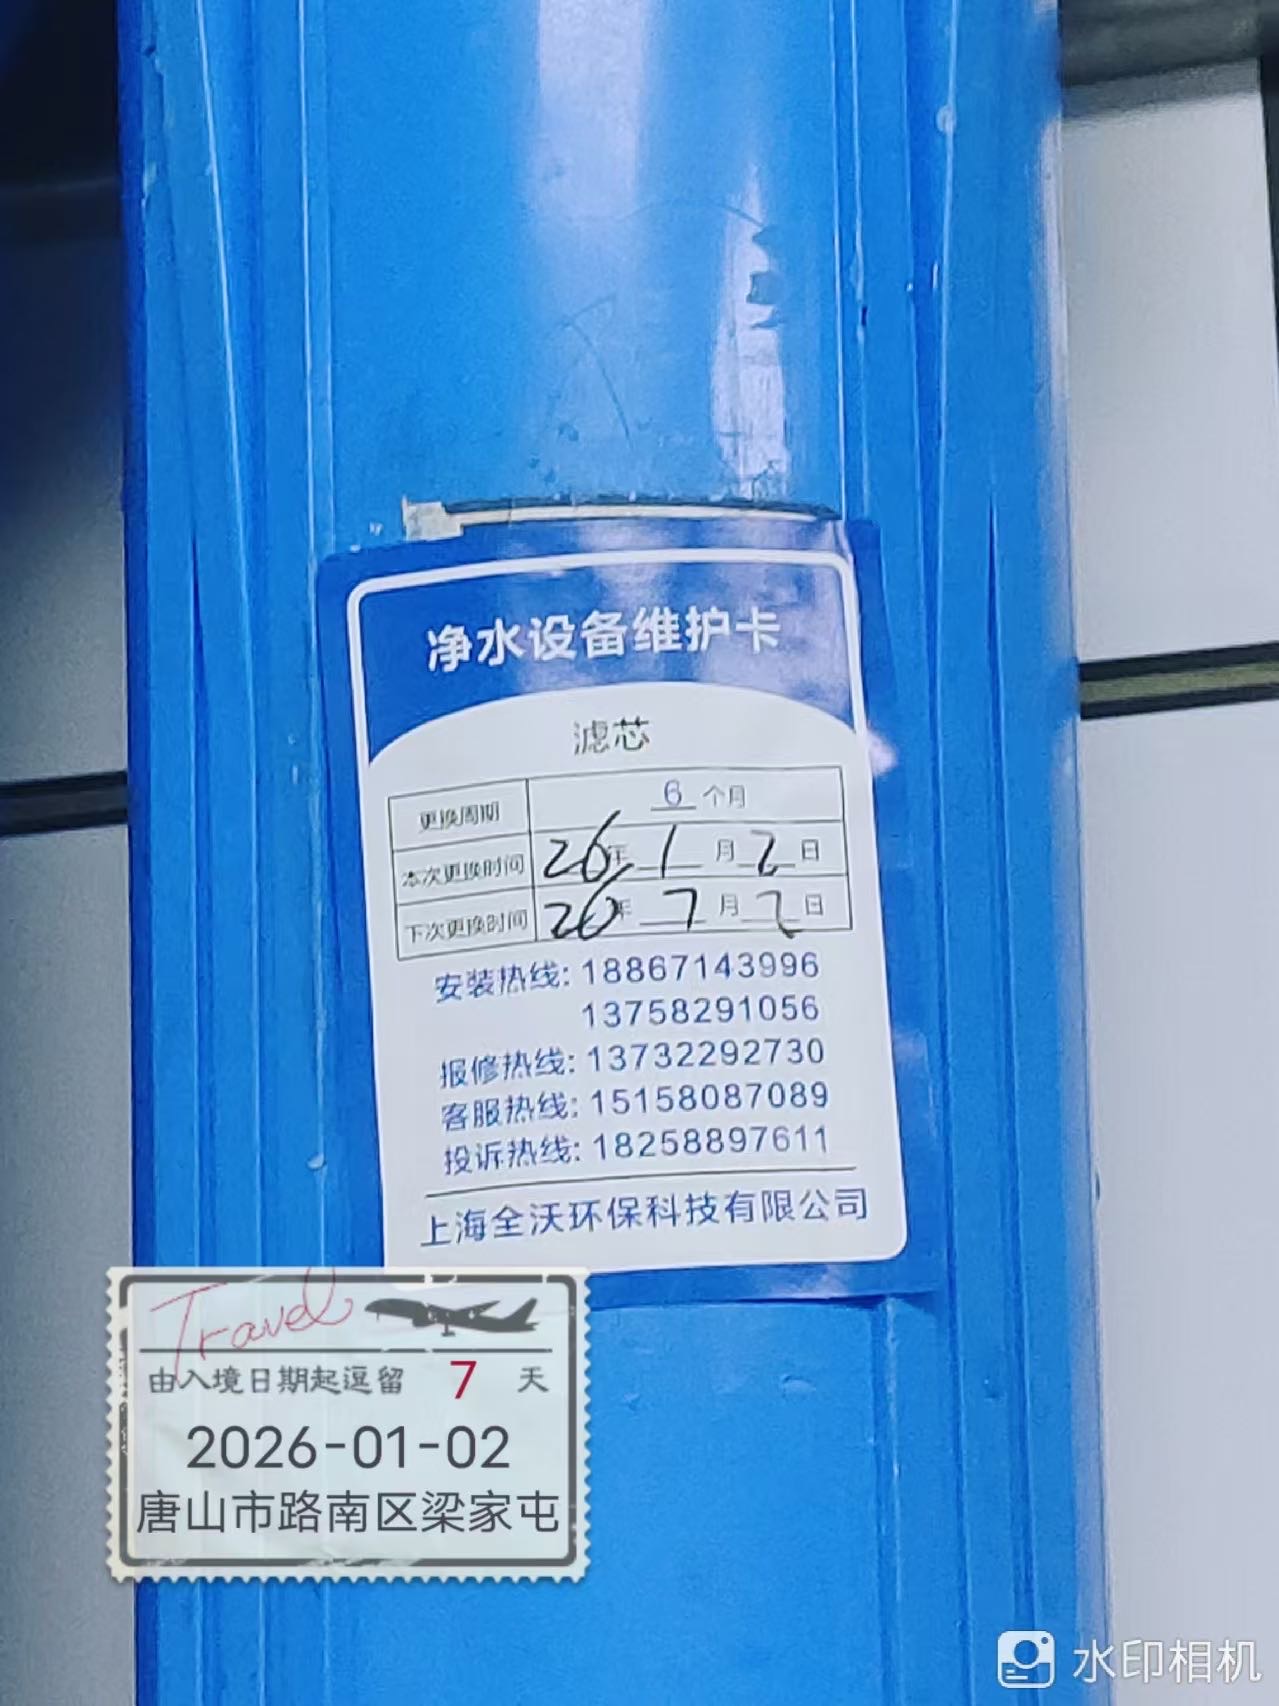 净水设备维护卡
滤芯
更换周期 6 个月
本次更换时间 26年 1 月 2 日
下次更换时间 26年 7 月 2 日
安装热线: 18867143996
13758291056
报修热线: 13732292730
客服热线: 15158087089
投诉热线: 18258897611
上海全沃环保科技有限公司
Travel
由入境日期起逗留 7 天
2026-01-02
唐山市路南区梁家屯
水印相机